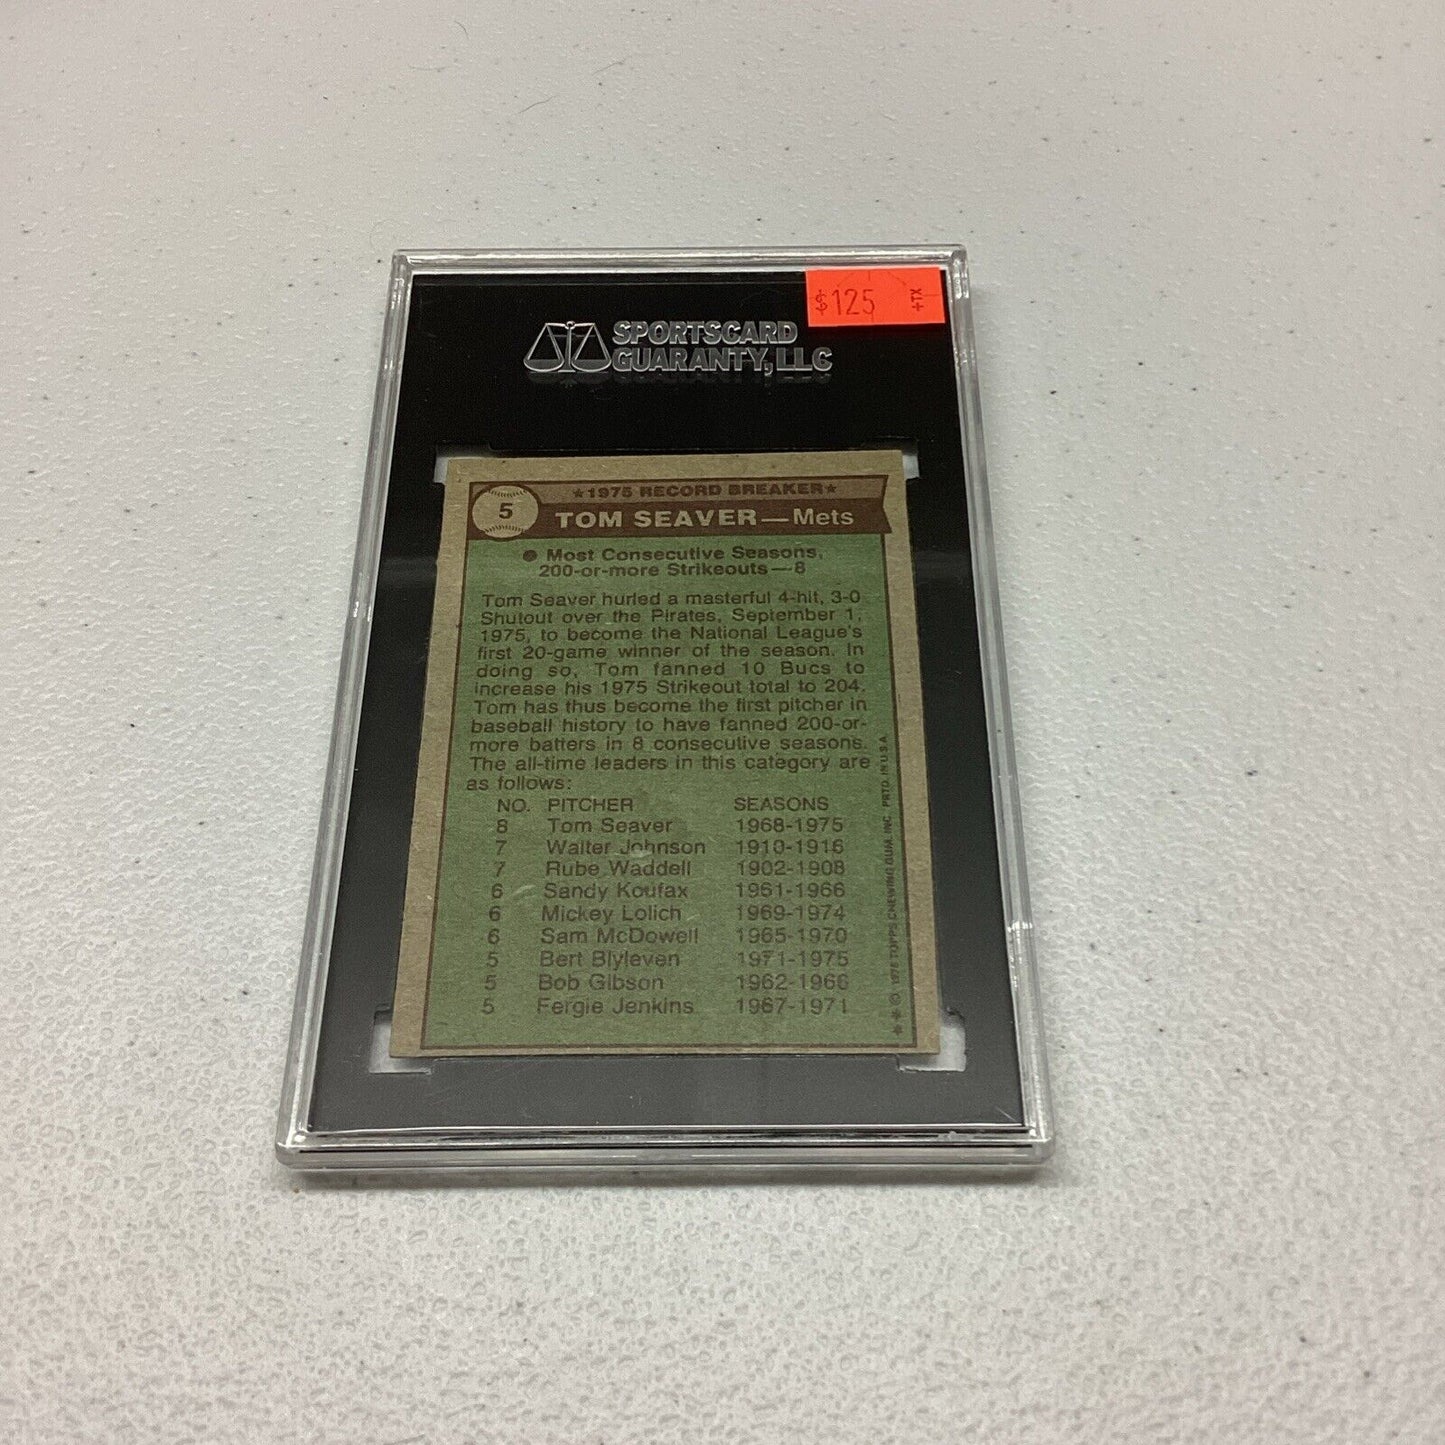 $125 +TX
SPORTSCARD
GUARANTY, LLC
★1975 RECORD BREAKER★
5
TOM SEAVER—Mets
● Most Consecutive Seasons,
200-or-more Strikeouts—8
Tom Seaver hurled a masterful 4-hit, 3-0
Shutout over the Pirates, September 1,
1975, to become the National League's
first 20-game winner of the season. In
doing so, Tom fanned 10 Bucs to
increase his 1975 Strikeout total to 204.
Tom has thus become the first pitcher in
baseball history to have fanned 200-or-
more batters in 8 consecutive seasons.
The all-time leaders in this category are
as follows:
NO. PITCHER SEASONS
8 Tom Seaver 1968-1975
7 Walter Johnson 1910-1916
7 Rube Waddell 1902-1908
6 Sandy Koufax 1961-1966
6 Mickey Lolich 1969-1974
6 Sam McDowell 1965-1970
5 Bert Blyleven 1971-1975
5 Bob Gibson 1962-1966
5 Fergie Jenkins 1967-1971
★★© 1976 TOPPS CHEWING GUM, INC. PRTD. IN U.S.A.